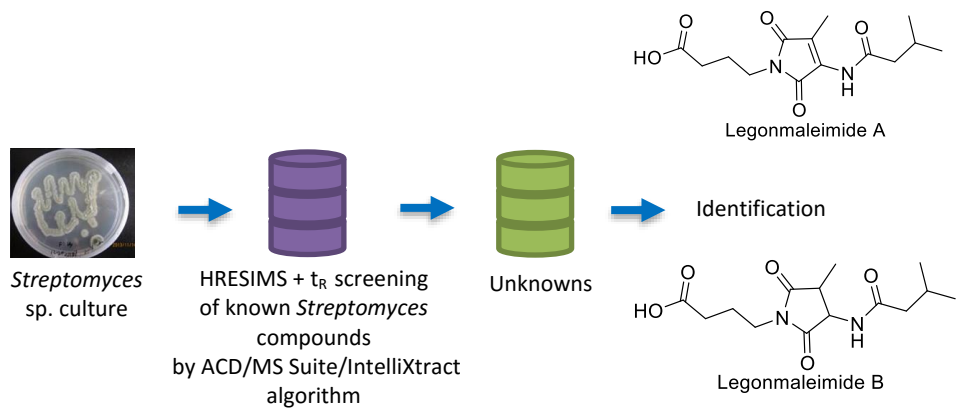 O
O
O
HO
N
N
H
O
Legonmaleimide A
Streptomyces
sp. culture
HRESIMS + tR screening
of known Streptomyces
compounds
by ACD/MS Suite/IntelliXtract
algorithm
Unknowns
Identification
O
O
O
HO
N
N
H
O
Legonmaleimide B